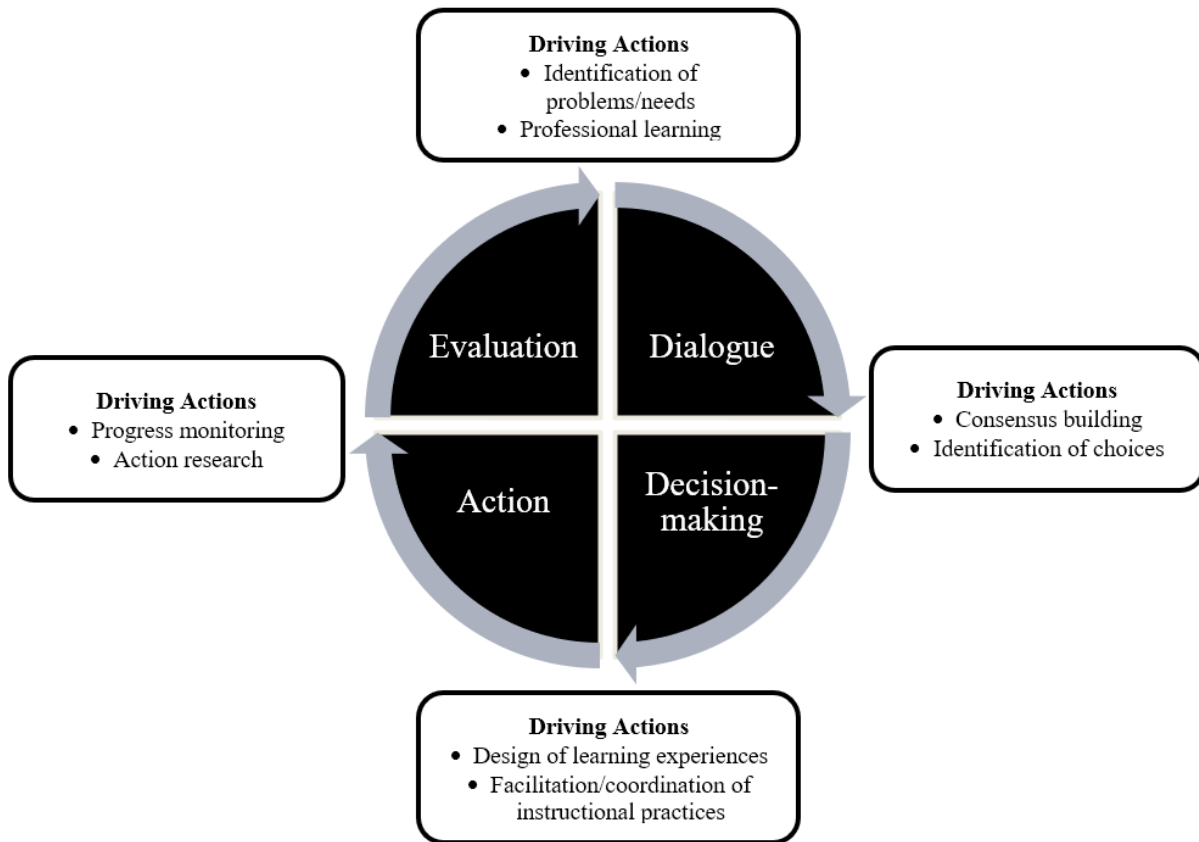 Driving Actions
• Identification of
problems/needs
• Professional learning
Evaluation
Dialogue
Driving Actions
• Progress monitoring
• Action research
Driving Actions
• Consensus building
• Identification of choices
Action
Decision-
making
Driving Actions
• Design of learning experiences
• Facilitation/coordination of
instructional practices